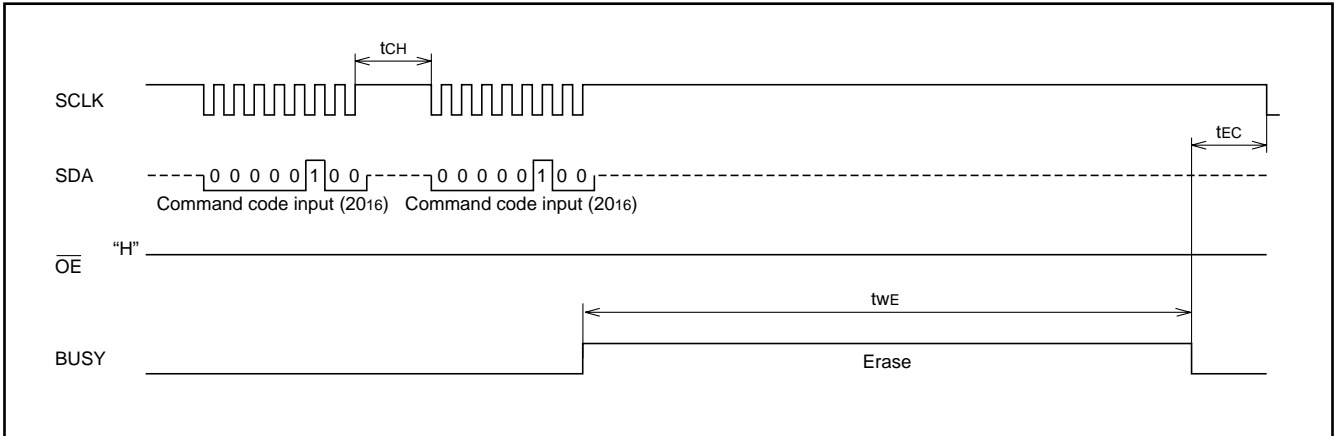 tCH
SCLK
tEC
SDA
0 0 0 0 0 1 0 0
0 0 0 0 0 1 0 0
Command code input (2016)
Command code input (2016)
"H"
OE
twE
BUSY
Erase